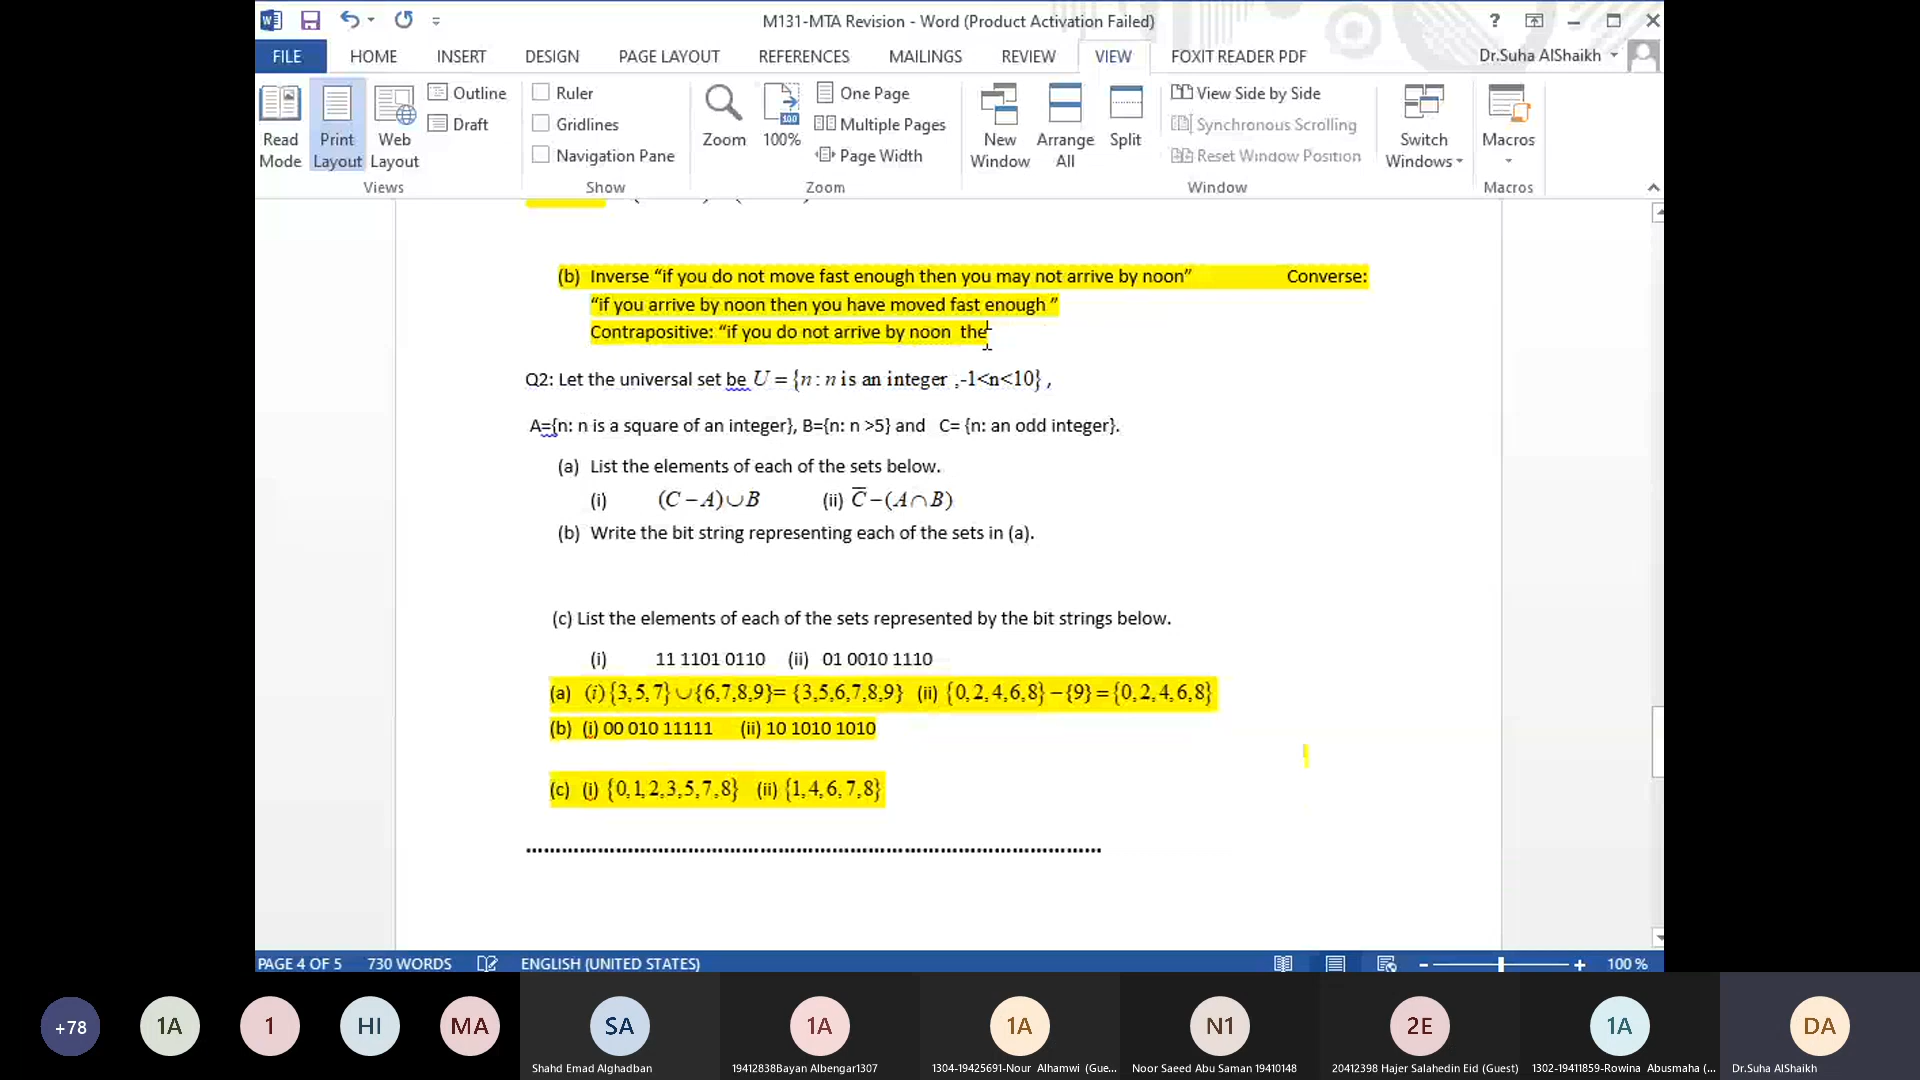 M131-MTA Revision - Word (Product Activation Failed)
FILE HOME INSERT DESIGN PAGE LAYOUT REFERENCES MAILINGS REVIEW VIEW FOXIT READER PDF Dr.Suha AlShaikh
Read Mode
Print Layout
Web Layout
Outline
Draft
Views
Ruler
Gridlines
Navigation Pane
Show
Zoom
100%
One Page
Multiple Pages
Page Width
Zoom
New Window
Arrange All
Split
View Side by Side
Synchronous Scrolling
Reset Window Position
Window
Switch Windows
Macros
Macros
(b) Inverse “if you do not move fast enough then you may not arrive by noon” Converse:
“if you arrive by noon then you have moved fast enough ”
Contrapositive: “if you do not arrive by noon the
Q2: Let the universal set be U = {n : n is an integer ,-1<n<10} ,
A={n: n is a square of an integer}, B={n: n >5} and C= {n: an odd integer}.
(a) List the elements of each of the sets below.
(i) (C − A) ∪ B (ii) C̅ − (A ∩ B)
(b) Write the bit string representing each of the sets in (a).
(c) List the elements of each of the sets represented by the bit strings below.
(i) 11 1101 0110 (ii) 01 0010 1110
(a) (i) {3,5,7} ∪ {6,7,8,9} = {3,5,6,7,8,9} (ii) {0,2,4,6,8} − {9} = {0,2,4,6,8}
(b) (i) 00 010 11111 (ii) 10 1010 1010
(c) (i) {0,1,2,3,5,7,8} (ii) {1,4,6,7,8}
PAGE 4 OF 5 730 WORDS ENGLISH (UNITED STATES) 100 %
+78 1A 1 HI MA SA 1A 1A N1 2E 1A DA
Shahd Emad Alghadban 19412838Bayan Albengar1307 1304-19425691-Nour Alhamwi (Gue... Noor Saeed Abu Saman 19410148 20412398 Hajer Salahedin Eid (Guest) 1302-19411859-Rowina Abusmaha (... Dr.Suha AlShaikh